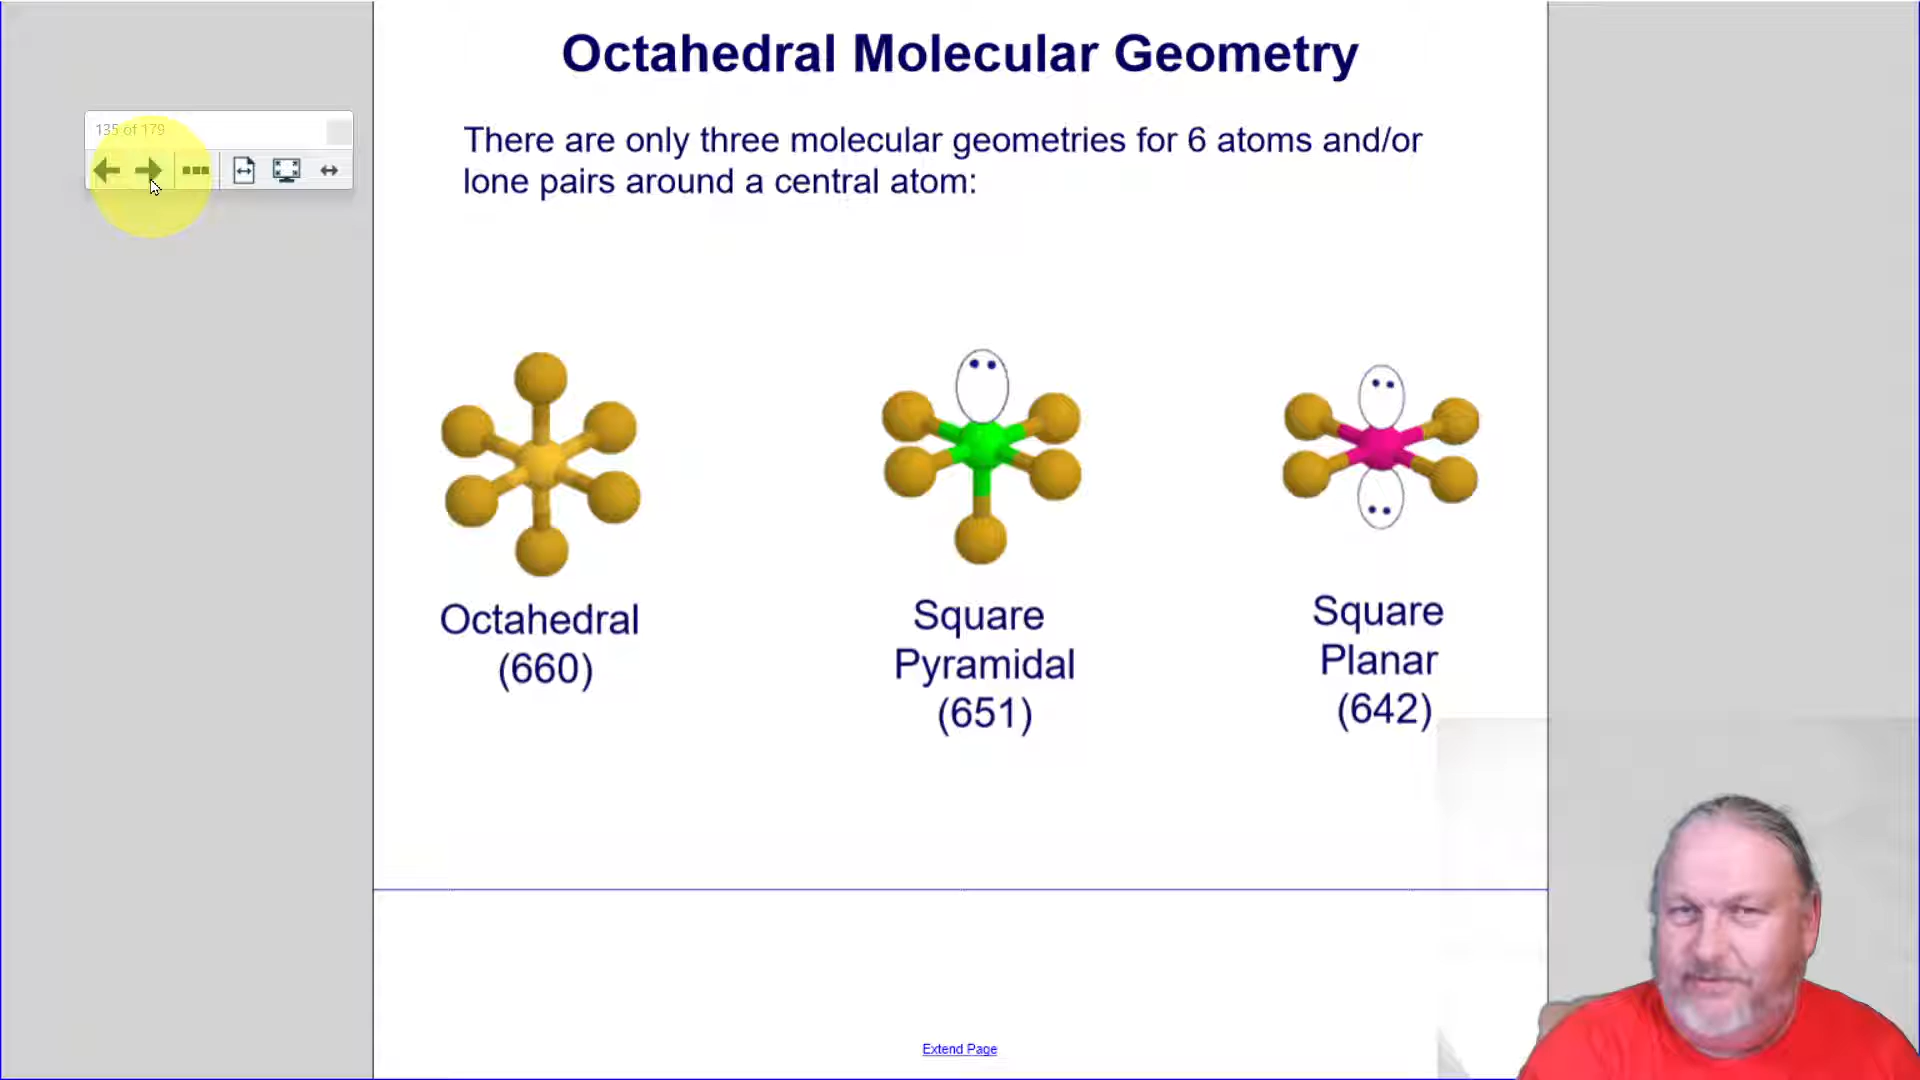 Octahedral Molecular Geometry
135 of 179
There are only three molecular geometries for 6 atoms and/or
lone pairs around a central atom:
Octahedral
(660)
Square
Pyramidal
(651)
Square
Planar
(642)
Extend Page